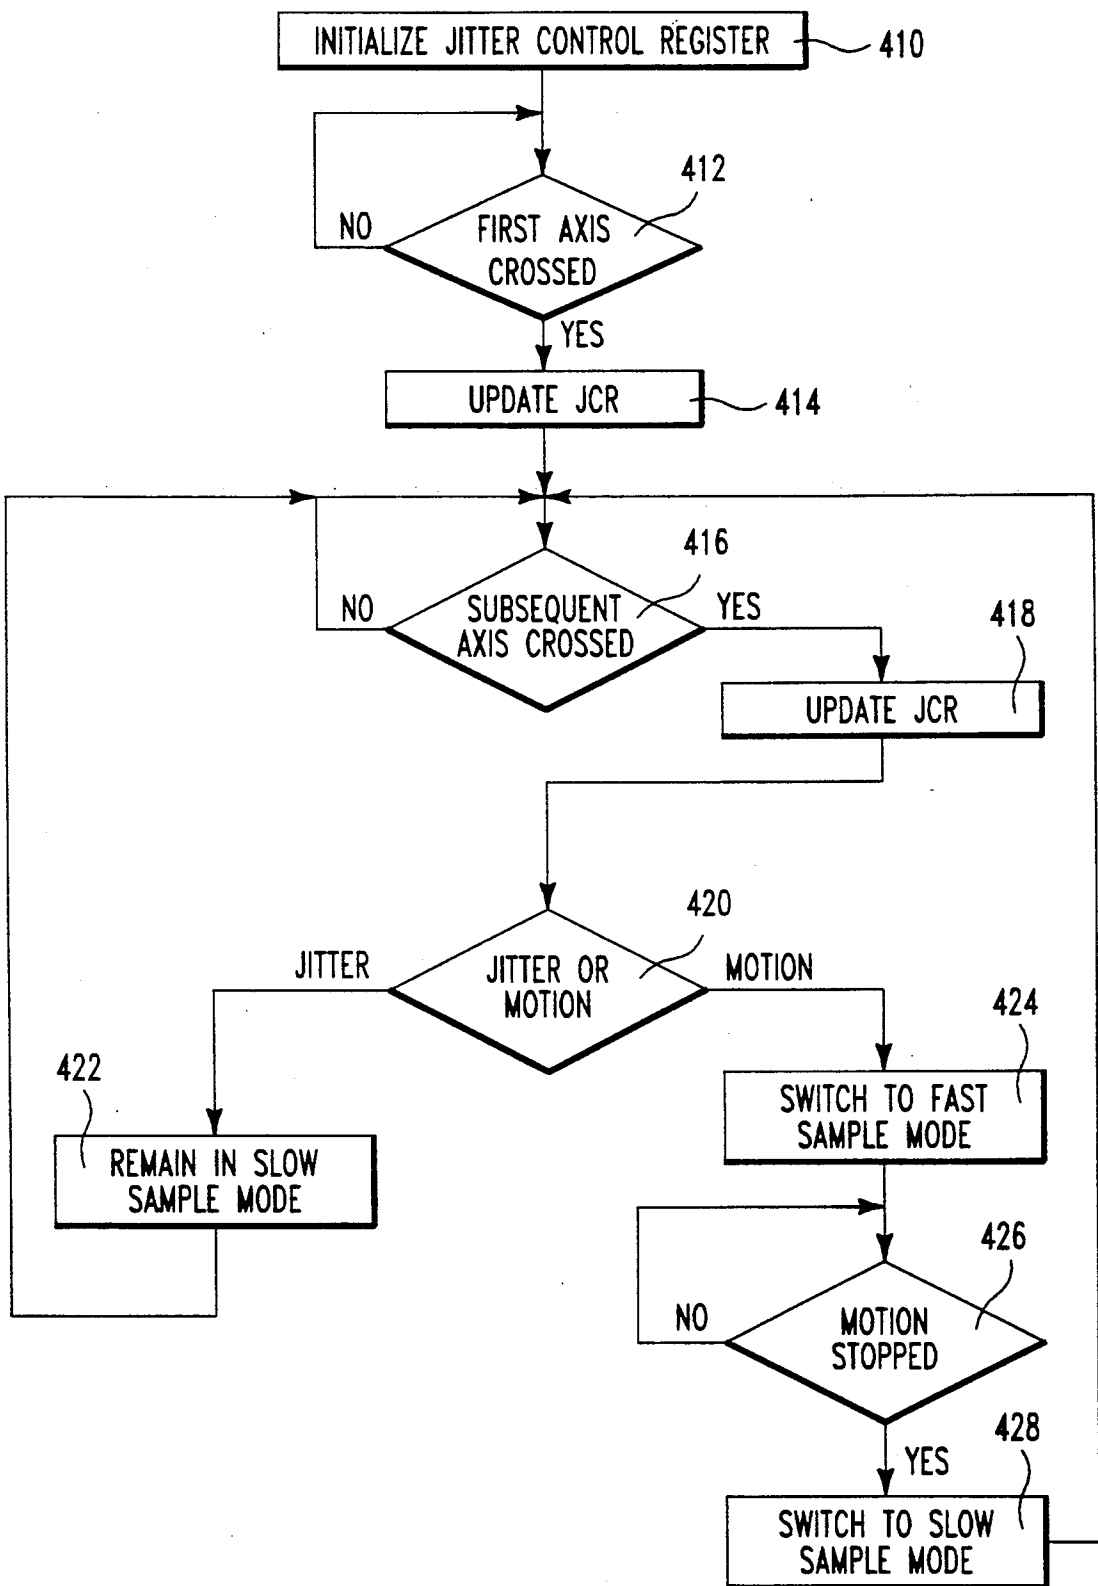 INITIALIZE JITTER CONTROL REGISTER
410
412
NO
FIRST AXIS
CROSSED
YES
UPDATE JCR
414
416
NO
SUBSEQUENT
AXIS CROSSED
YES
418
UPDATE JCR
420
JITTER
JITTER OR
MOTION
MOTION
424
422
SWITCH TO FAST
SAMPLE MODE
REMAIN IN SLOW
SAMPLE MODE
426
NO
MOTION
STOPPED
428
YES
SWITCH TO SLOW
SAMPLE MODE